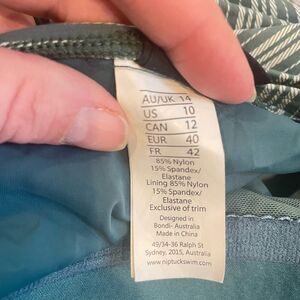 AU/UK 14
US 10
CAN 12
EUR 40
FR 42
85% Nylon
15% Spandex/
Elastane
Lining 85% Nylon
15% Spandex/
Elastane
Exclusive of trim
Designed in
Bondi- Australia
Made in China
49/34-36 Ralph St
Sydney, 2015, Australia
www.niptuckswim.com